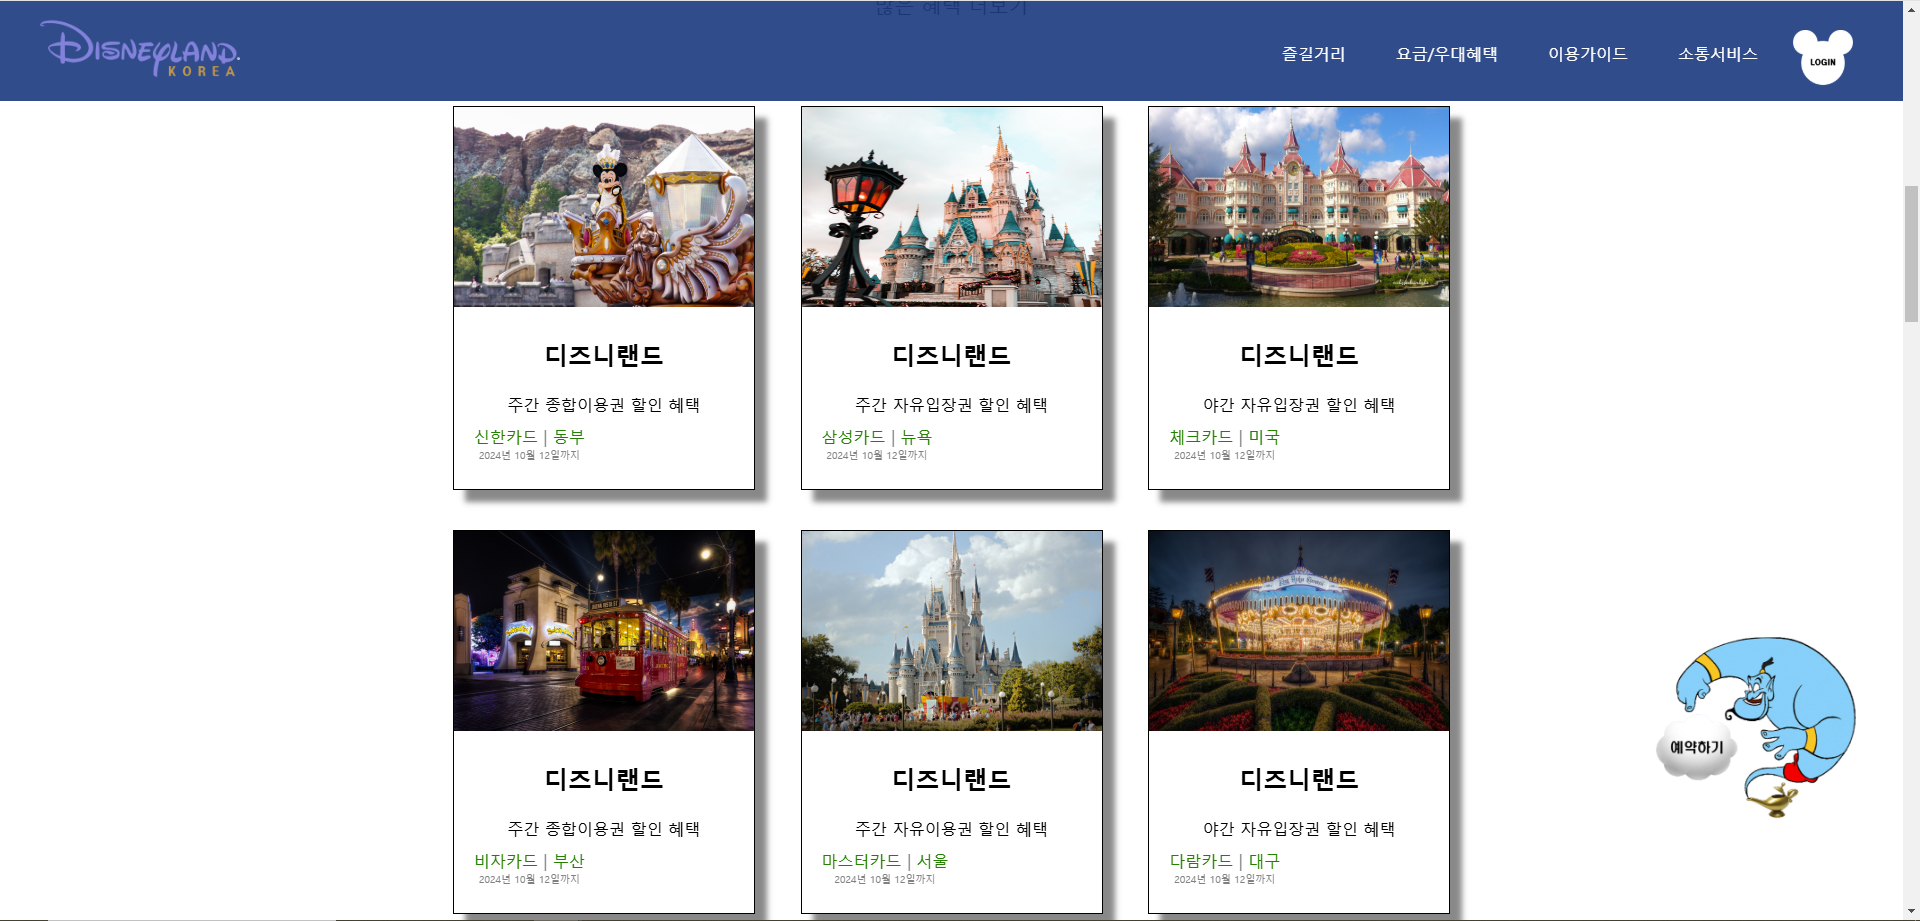 많은 혜택 더보기
DISNEYLAND.
KOREA
즐길거리
요금/우대혜택
이용가이드
소통서비스
LOGIN
디즈니랜드
주간 종합이용권 할인 혜택
신한카드 | 동부
2024년 10월 12일까지
디즈니랜드
주간 자유입장권 할인 혜택
삼성카드 | 뉴욕
2024년 10월 12일까지
디즈니랜드
야간 자유입장권 할인 혜택
체크카드 | 미국
2024년 10월 12일까지
디즈니랜드
주간 종합이용권 할인 혜택
비자카드 | 부산
2024년 10월 12일까지
디즈니랜드
주간 자유이용권 할인 혜택
마스터카드 | 서울
2024년 10월 12일까지
디즈니랜드
야간 자유입장권 할인 혜택
다람카드 | 대구
2024년 10월 12일까지
예약하기